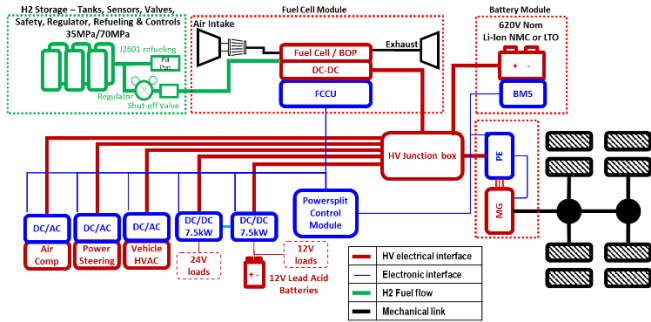 H2 Storage – Tanks, Sensors, Valves,
Safety, Regulator, Refueling & Controls
35MPa/70MPa
J2601 refueling
Fill
Port
Regulator
Shut-off Valve
Fuel Cell Module
Air Intake
Fuel Cell / BOP
DC-DC
FCCU
Exhaust
Battery Module
620V Nom
Li-Ion NMC or LTO
+ -
BMS
HV Junction box
PE
MG
Powersplit
Control
Module
DC/AC
Air
Comp
DC/AC
Power
Steering
DC/AC
Vehicle
HVAC
DC/DC
7.5kW
24V
loads
DC/DC
7.5kW
12V
loads
+ -
12V Lead Acid
Batteries
HV electrical interface
Electronic interface
H2 Fuel flow
Mechanical link